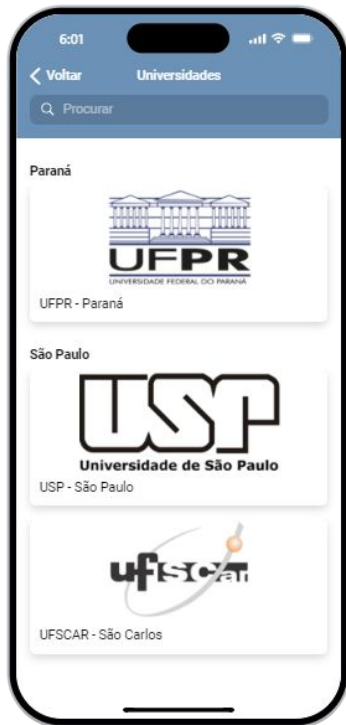 6:01
Voltar
Universidades
Procurar
Paraná
UFPR
UNIVERSIDADE FEDERAL DO PARANÁ
UFPR - Paraná
São Paulo
USP
Universidade de São Paulo
USP - São Paulo
ufscar
UFSCAR - São Carlos